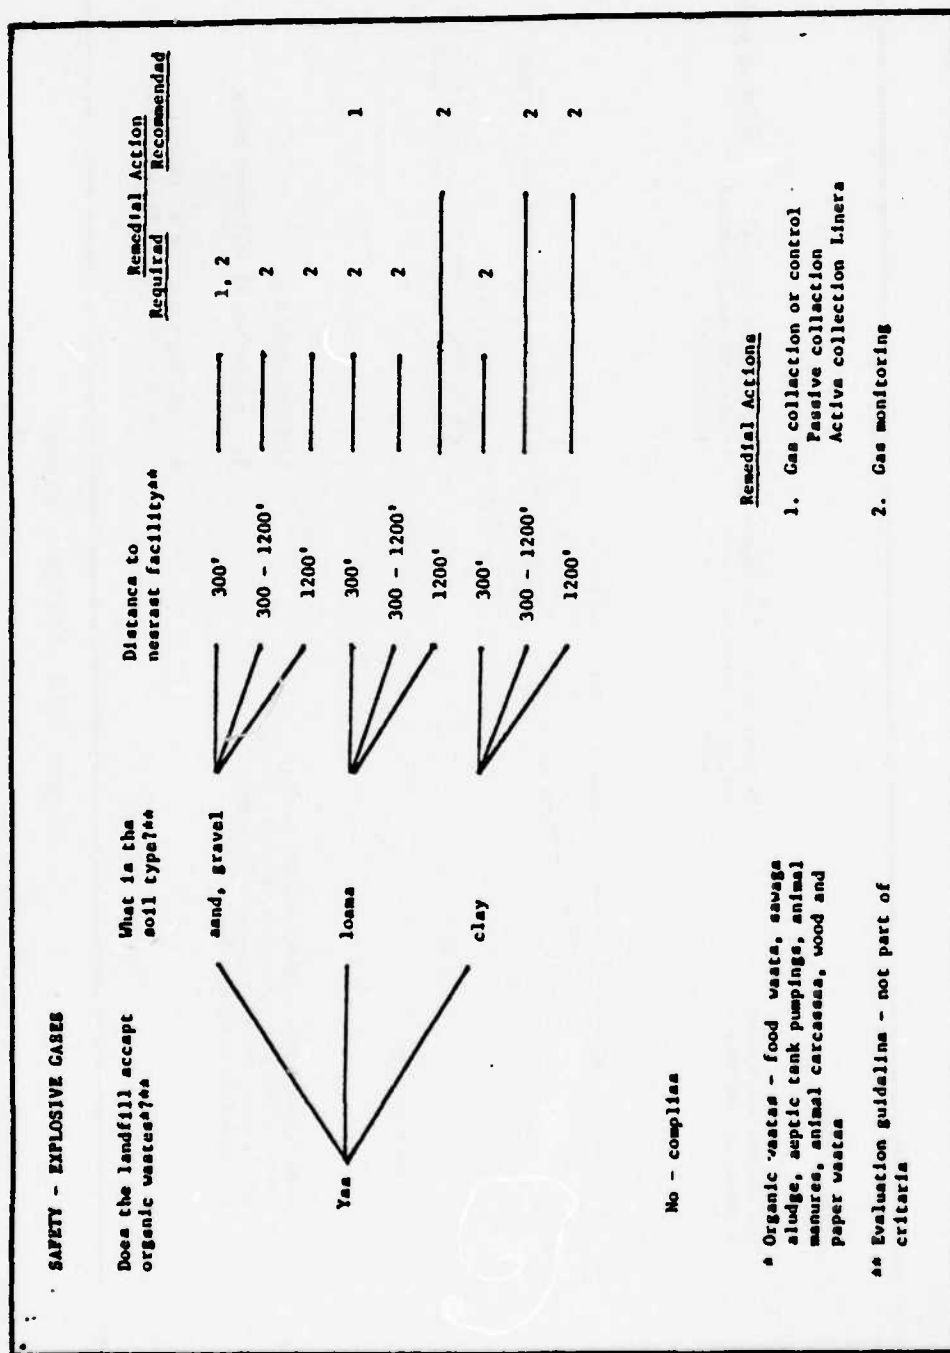 SAFETY - EXPLOSIVE GASES
Does the landfill accept organic wastes*?**
What is the soil type?**
Distance to nearest facility**
Remedial Action
Required Recommended
Yes
sand, gravel
300' 1, 2
300 - 1200' 2
1200' 2
loams
300' 2 1
300 - 1200' 2
1200' 2
clay
300' 2
300 - 1200' 2
1200' 2
No - complies
* Organic wastes - food waste, sewage
sludge, septic tank pumpings, animal
manures, animal carcasses, wood and
paper wastes
** Evaluation guideline - not part of
criteria
Remedial Actions
1. Gas collection or control
Passive collection
Active collection Liners
2. Gas monitoring